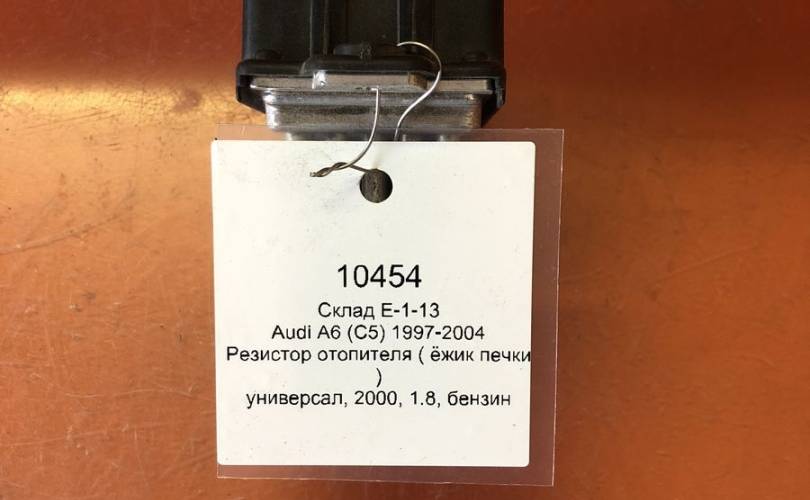 10454
Склад E-1-13
Audi A6 (C5) 1997-2004
Резистор отопителя ( ёжик печки
)
универсал, 2000, 1.8, бензин